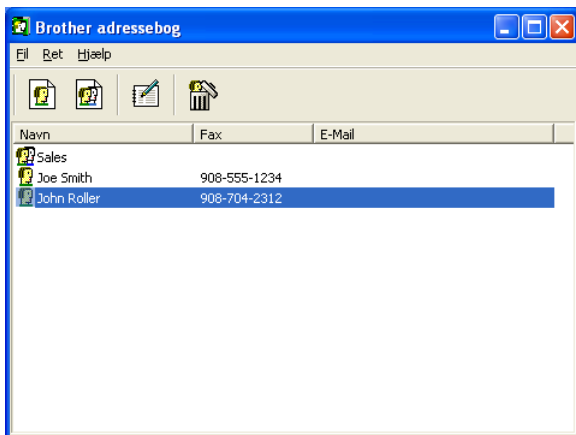 Brother adressebog
Fil Ret Hjælp
Navn Fax E-Mail
Sales
Joe Smith 908-555-1234
John Roller 908-704-2312